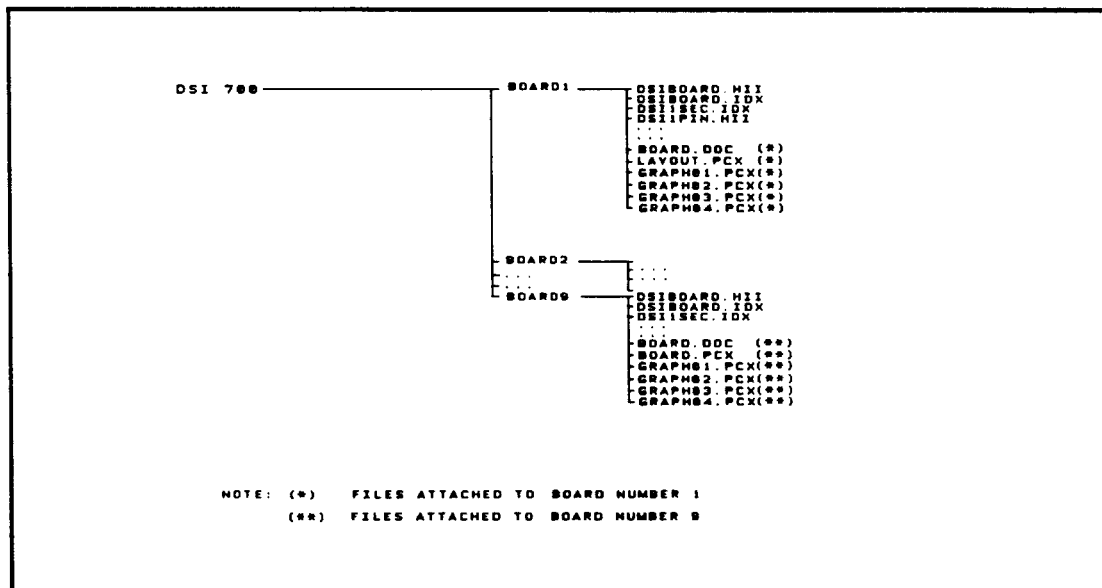 DSI 700 BOARD1 DSIBOARD.HII
DSIBOARD.IDX
DSI1SEC.IDX
DSI1PIN.HII
. . .
. . .
BOARD.DOC (*)
LAYOUT.PCX (*)
GRAPH01.PCX(*)
GRAPH02.PCX(*)
GRAPH03.PCX(*)
GRAPH04.PCX(*)
BOARD2
. . .
. . .
BOARD9 DSIBOARD.HII
DSIBOARD.IDX
DSI1SEC.IDX
. . .
. . .
BOARD.DOC (**)
BOARD.PCX (**)
GRAPH01.PCX(**)
GRAPH02.PCX(**)
GRAPH03.PCX(**)
GRAPH04.PCX(**)
NOTE: (*) FILES ATTACHED TO BOARD NUMBER 1
(**) FILES ATTACHED TO BOARD NUMBER 9